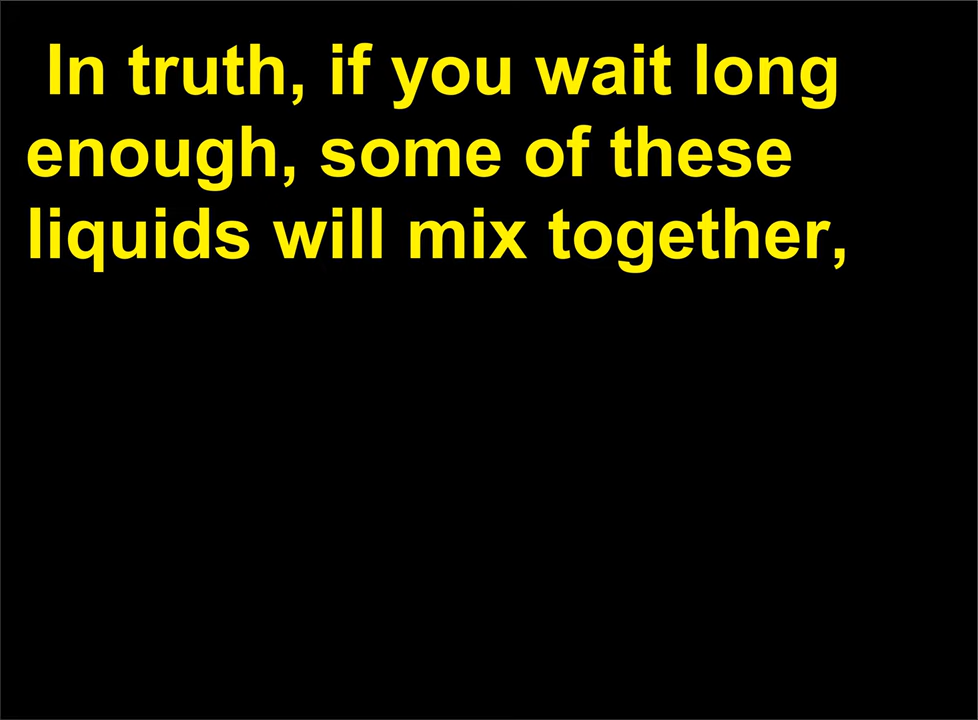 In truth, if you wait long
enough, some of these
liquids will mix together,